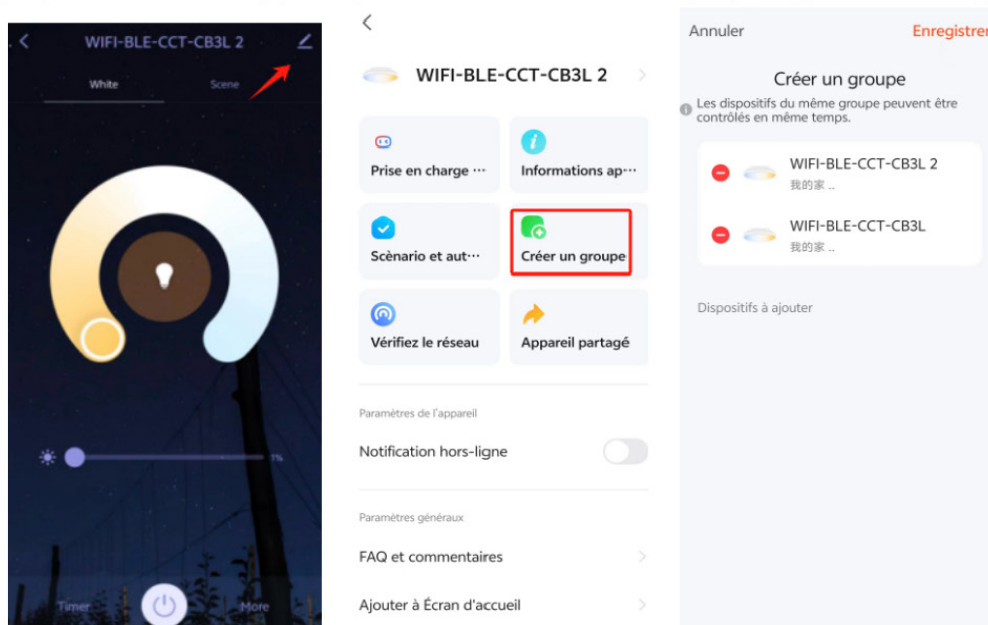 WIFI-BLE-CCT-CB3L 2
White
Scene
1%
Timer
More
WIFI-BLE-CCT-CB3L 2
Prise en charge ...
Informations ap...
Scènario et aut...
Créer un groupe
Vérifiez le réseau
Appareil partagé
Paramètres de l'appareil
Notification hors-ligne
Paramètres généraux
FAQ et commentaires
Ajouter à Écran d'accueil
Annuler
Enregistrer
Créer un groupe
Les dispositifs du même groupe peuvent être
contrôlés en même temps.
WIFI-BLE-CCT-CB3L 2
我的家 ..
WIFI-BLE-CCT-CB3L
我的家 ..
Dispositifs à ajouter